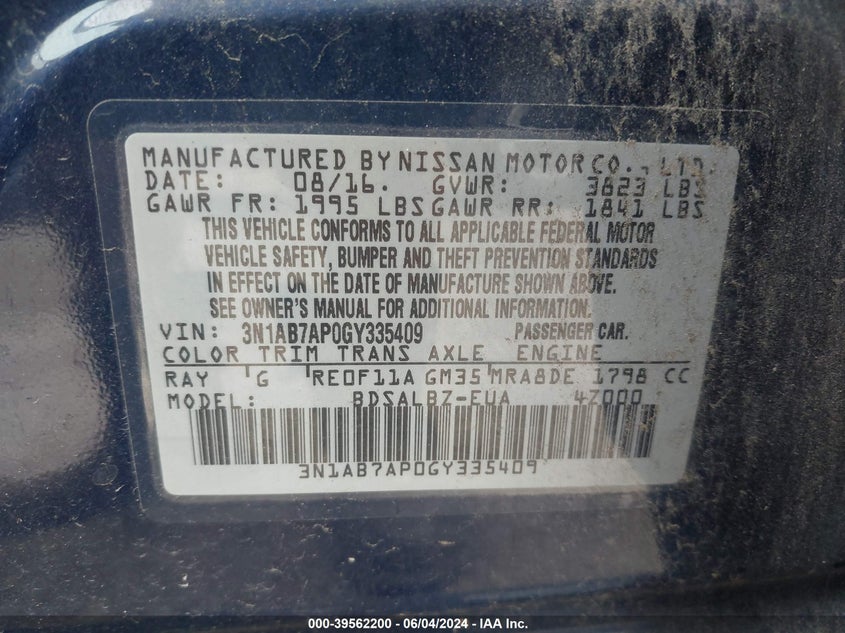 MANUFACTURED BY NISSAN MOTOR CO., LTD.
DATE: 08/16. GVWR: 3823 LBS
GAWR FR: 1995 LBS GAWR RR: 1841 LBS
THIS VEHICLE CONFORMS TO ALL APPLICABLE FEDERAL MOTOR
VEHICLE SAFETY, BUMPER AND THEFT PREVENTION STANDARDS
IN EFFECT ON THE DATE OF MANUFACTURE SHOWN ABOVE.
SEE OWNER'S MANUAL FOR ADDITIONAL INFORMATION.
VIN: 3N1AB7AP0GY335409 PASSENGER CAR.
COLOR TRIM TRANS AXLE ENGINE
RAY G RE0F11A GM35 MRA8DE 1798 CC
MODEL: BDSALBZ-EUA 4Z000
3N1AB7AP0GY335409
000-39562200 - 06/04/2024 - IAA Inc.